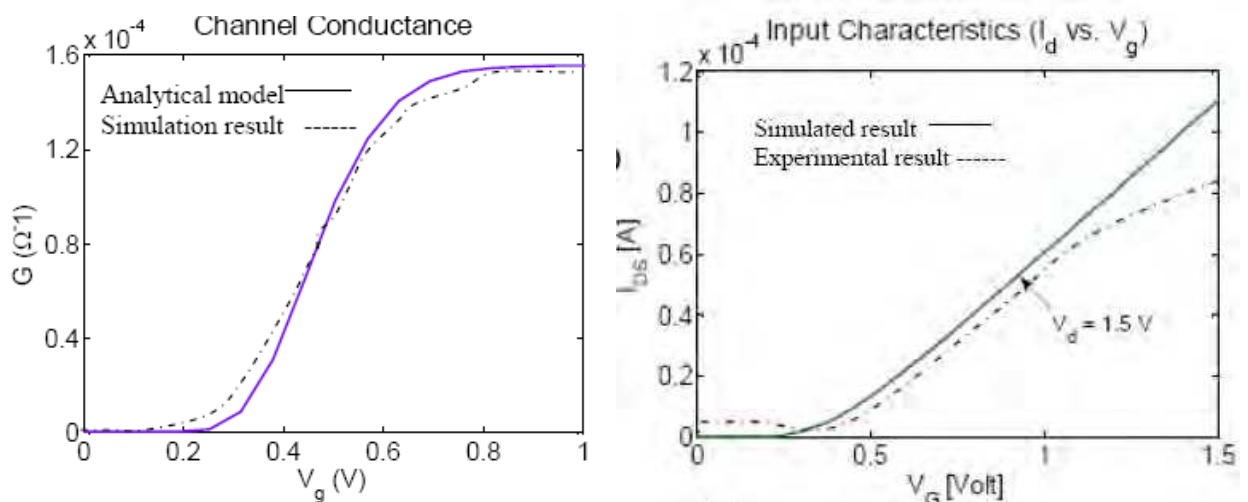 Channel Conductance
x 10⁻⁴
1.6
1.2
0.8
0.4
0
G (Ω⁻¹)
Analytical model
Simulation result
0 0.2 0.4 0.6 0.8 1
V_g (V)
Input Characteristics (I_d vs. V_g)
x 10⁻⁴
1.2
1
0.8
0.6
0.4
0.2
0
I_DS [A]
Simulated result
Experimental result
V_d = 1.5 V
0 0.5 1 1.5
V_G [Volt]